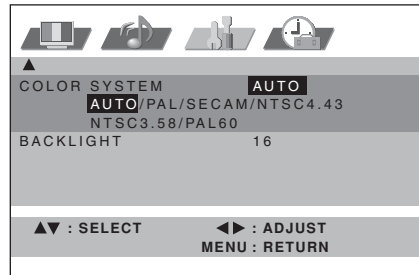 ▲
COLOR SYSTEM AUTO
AUTO/PAL/SECAM/NTSC4.43
NTSC3.58/PAL60
BACKLIGHT 16
▲▼ : SELECT ◀▶ : ADJUST
MENU : RETURN